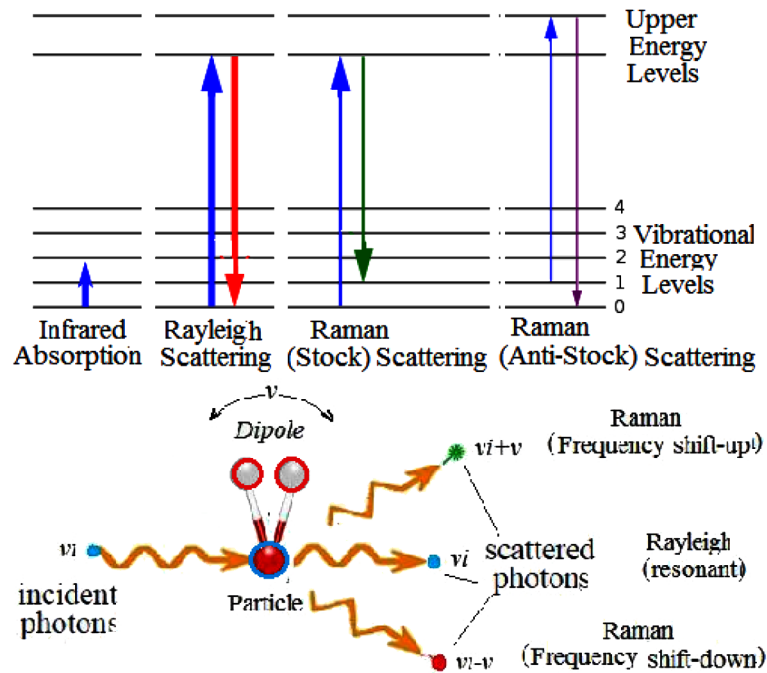 Upper
Energy
Levels
4
3 Vibrational
2 Energy
1 Levels
0
Infrared
Absorption
Rayleigh
Scattering
Raman
(Stock) Scattering
Raman
(Anti-Stock) Scattering
v
Dipole
Raman
vi+v (Frequency shift-up)
vi
vi
scattered
photons
Rayleigh
(resonant)
incident
photons
Particle
Raman
vi-v (Frequency shift-down)